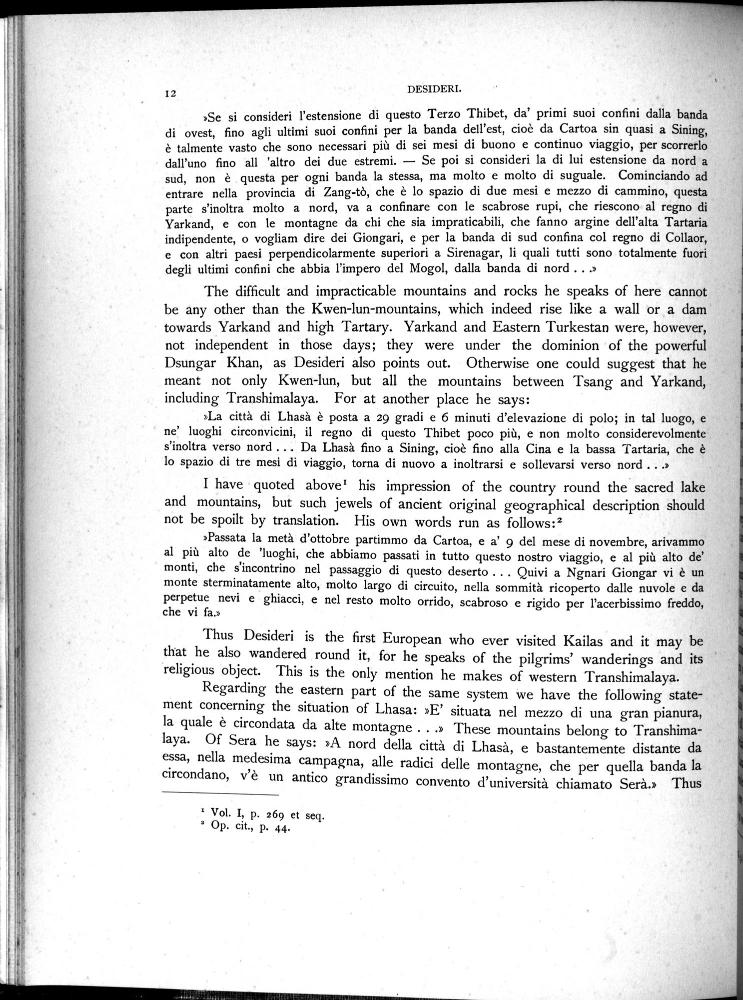 12
DESIDERI.
»Se si consideri l'estensione di questo Terzo Thibet, da' primi suoi confini dalla banda
di ovest, fino agli ultimi suoi confini per la banda dell'est, cioè da Cartoa sin quasi a Sining,
è talmente vasto che sono necessari più di sei mesi di buono e continuo viaggio, per scorrerlo
dall'uno fino all 'altro dei due estremi. — Se poi si consideri la di lui estensione da nord a
sud, non è questa per ogni banda la stessa, ma molto e molto di suguale. Cominciando ad
entrare nella provincia di Zang-tò, che è lo spazio di due mesi e mezzo di cammino, questa
parte s'inoltra molto a nord, va a confinare con le scabrose rupi, che riescono al regno di
Yarkand, e con le montagne da chi che sia impraticabili, che fanno argine dell'alta Tartaria
indipendente, o vogliam dire dei Giongari, e per la banda di sud confina col regno di Collaor,
e con altri paesi perpendicolarmente superiori a Sirenagar, li quali tutti sono totalmente fuori
degli ultimi confini che abbia l'impero del Mogol, dalla banda di nord . . .»
The difficult and impracticable mountains and rocks he speaks of here cannot
be any other than the Kwen-lun-mountains, which indeed rise like a wall or a dam
towards Yarkand and high Tartary. Yarkand and Eastern Turkestan were, however,
not independent in those days; they were under the dominion of the powerful
Dsungar Khan, as Desideri also points out. Otherwise one could suggest that he
meant not only Kwen-lun, but all the mountains between Tsang and Yarkand,
including Transhimalaya. For at another place he says:
»La città di Lhasà è posta a 29 gradi e 6 minuti d'elevazione di polo; in tal luogo, e
ne' luoghi circonvicini, il regno di questo Thibet poco più, e non molto considerevolmente
s'inoltra verso nord . . . Da Lhasà fino a Sining, cioè fino alla Cina e la bassa Tartaria, che è
lo spazio di tre mesi di viaggio, torna di nuovo a inoltrarsi e sollevarsi verso nord . . .»
I have quoted above¹ his impression of the country round the sacred lake
and mountains, but such jewels of ancient original geographical description should
not be spoilt by translation. His own words run as follows:²
»Passata la metà d'ottobre partimmo da Cartoa, e a' 9 del mese di novembre, arivammo
al più alto de 'luoghi, che abbiamo passati in tutto questo nostro viaggio, e al più alto de'
monti, che s'incontrino nel passaggio di questo deserto . . . Quivi a Ngnari Giongar vi è un
monte sterminatamente alto, molto largo di circuito, nella sommità ricoperto dalle nuvole e da
perpetue nevi e ghiacci, e nel resto molto orrido, scabroso e rigido per l'acerbissimo freddo,
che vi fa.»
Thus Desideri is the first European who ever visited Kailas and it may be
that he also wandered round it, for he speaks of the pilgrims' wanderings and its
religious object. This is the only mention he makes of western Transhimalaya.
Regarding the eastern part of the same system we have the following state-
ment concerning the situation of Lhasa: »E' situata nel mezzo di una gran pianura,
la quale è circondata da alte montagne . . .» These mountains belong to Transhima-
laya. Of Sera he says: »A nord della città di Lhasà, e bastantemente distante da
essa, nella medesima campagna, alle radici delle montagne, che per quella banda la
circondano, v'è un antico grandissimo convento d'università chiamato Serà.» Thus
¹ Vol. I, p. 269 et seq.
² Op. cit., p. 44.